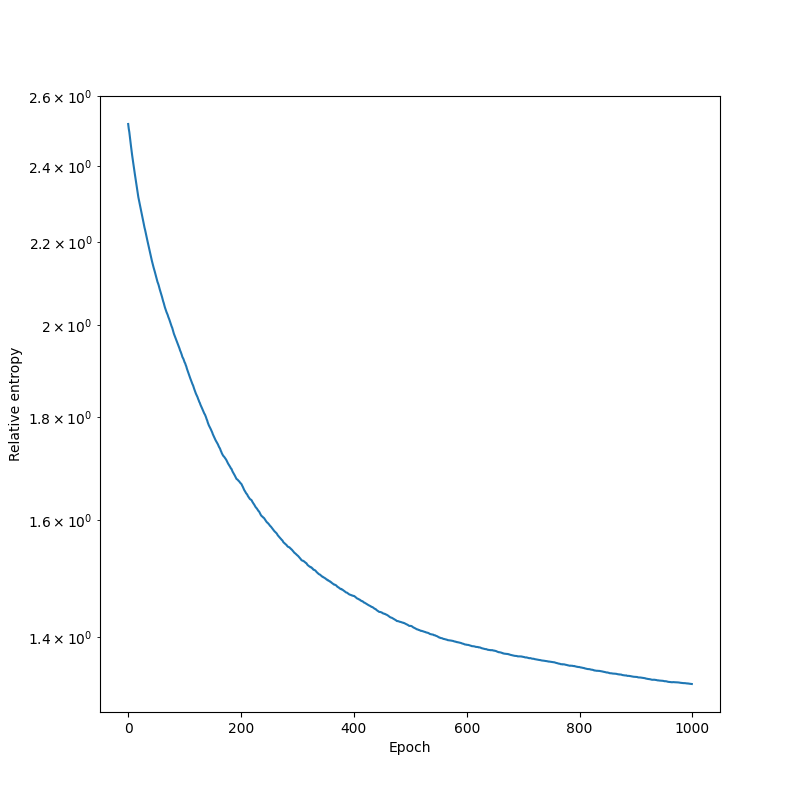 2.6 × 10⁰
2.4 × 10⁰
2.2 × 10⁰
2 × 10⁰
1.8 × 10⁰
1.6 × 10⁰
1.4 × 10⁰
Relative entropy
0 200 400 600 800 1000
Epoch